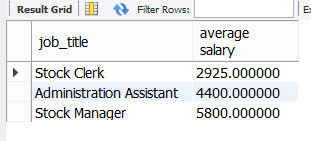 Result Grid Filter Rows: E
job_title average
salary
Stock Clerk 2925.000000
Administration Assistant 4400.000000
Stock Manager 5800.000000